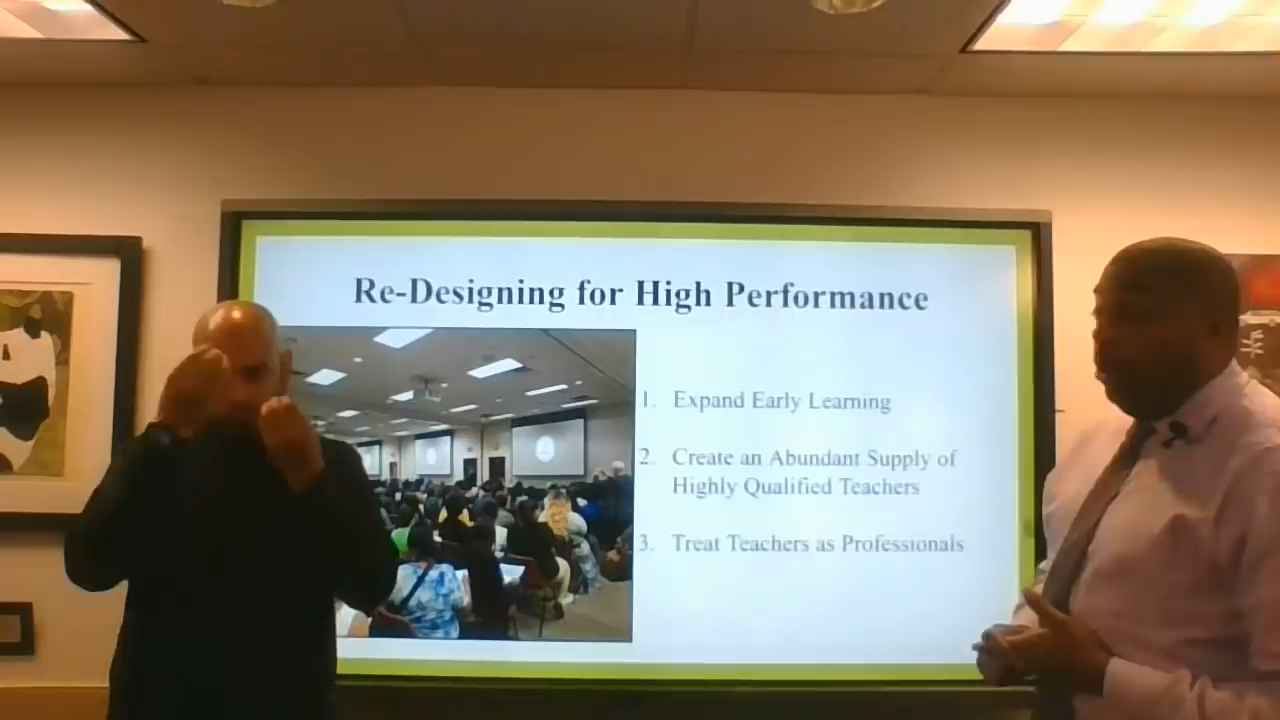 Re-Designing for High Performance
1. Expand Early Learning
2. Create an Abundant Supply of
Highly Qualified Teachers
3. Treat Teachers as Professionals